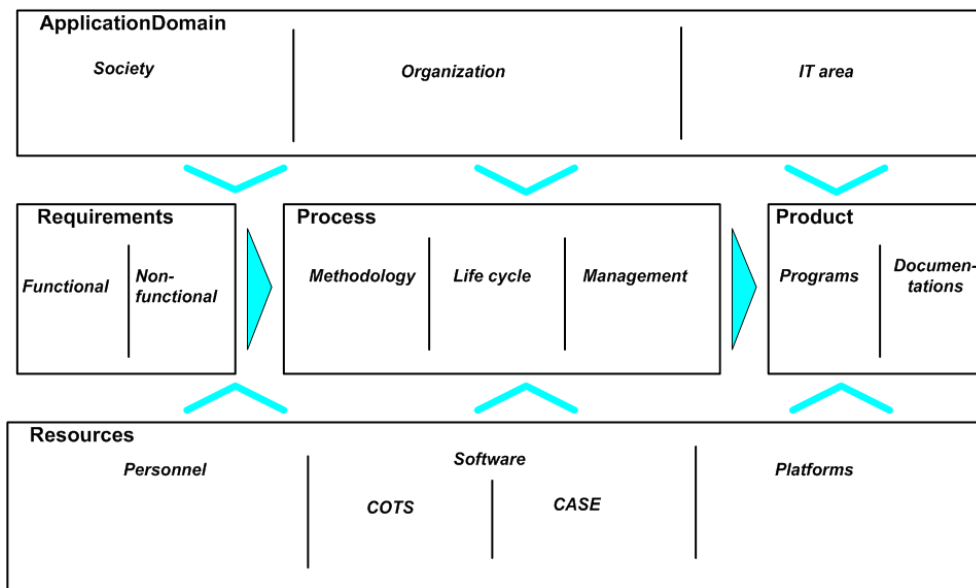 ApplicationDomain
Society
Organization
IT area
Requirements
Functional
Non-
functional
Process
Methodology
Life cycle
Management
Product
Programs
Documen-
tations
Resources
Personnel
Software
COTS
CASE
Platforms